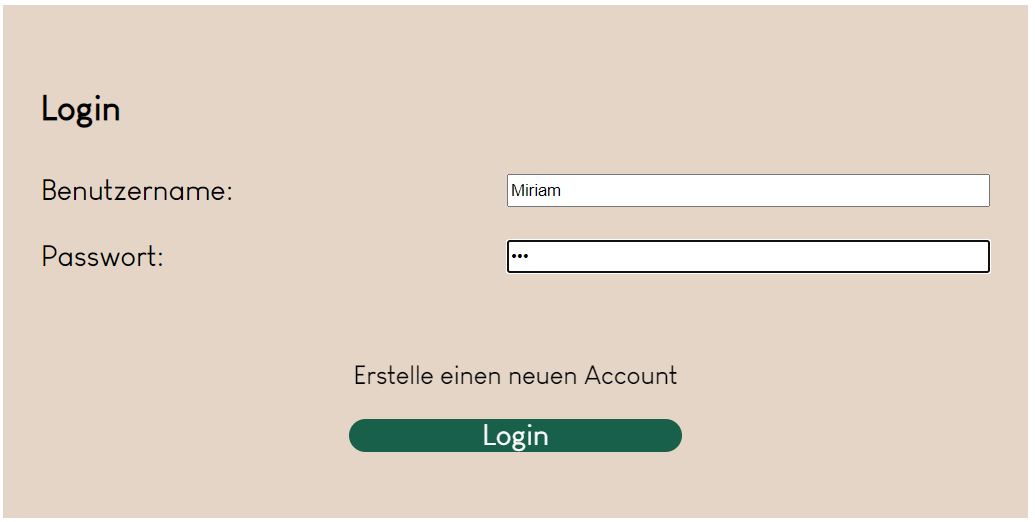 Login
Benutzername:
Miriam
Passwort:
•••
Erstelle einen neuen Account
Login